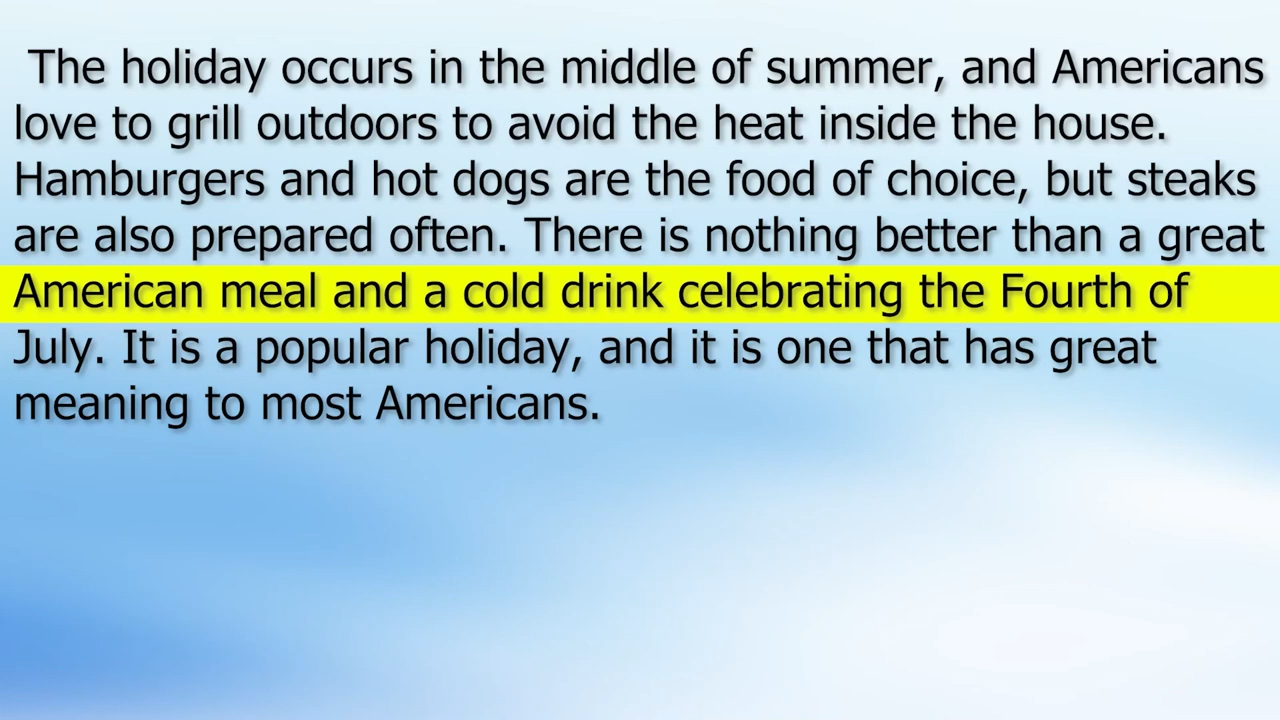 The holiday occurs in the middle of summer, and Americans
love to grill outdoors to avoid the heat inside the house.
Hamburgers and hot dogs are the food of choice, but steaks
are also prepared often. There is nothing better than a great
American meal and a cold drink celebrating the Fourth of
July. It is a popular holiday, and it is one that has great
meaning to most Americans.